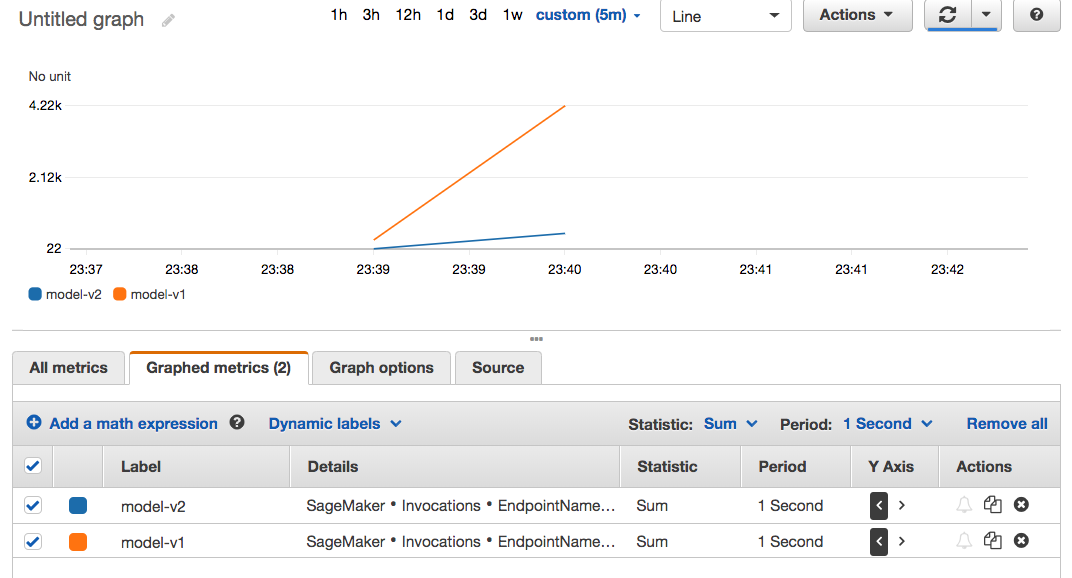 Untitled graph 1h 3h 12h 1d 3d 1w custom (5m) Line Actions ?
No unit
4.22k
2.12k
22
23:37 23:38 23:38 23:39 23:39 23:40 23:40 23:41 23:41 23:42
model-v2 model-v1
All metrics Graphed metrics (2) Graph options Source
Add a math expression ? Dynamic labels Statistic: Sum Period: 1 Second Remove all
Label Details Statistic Period Y Axis Actions
model-v2 SageMaker • Invocations • EndpointName... Sum 1 Second < >
model-v1 SageMaker • Invocations • EndpointName... Sum 1 Second < >